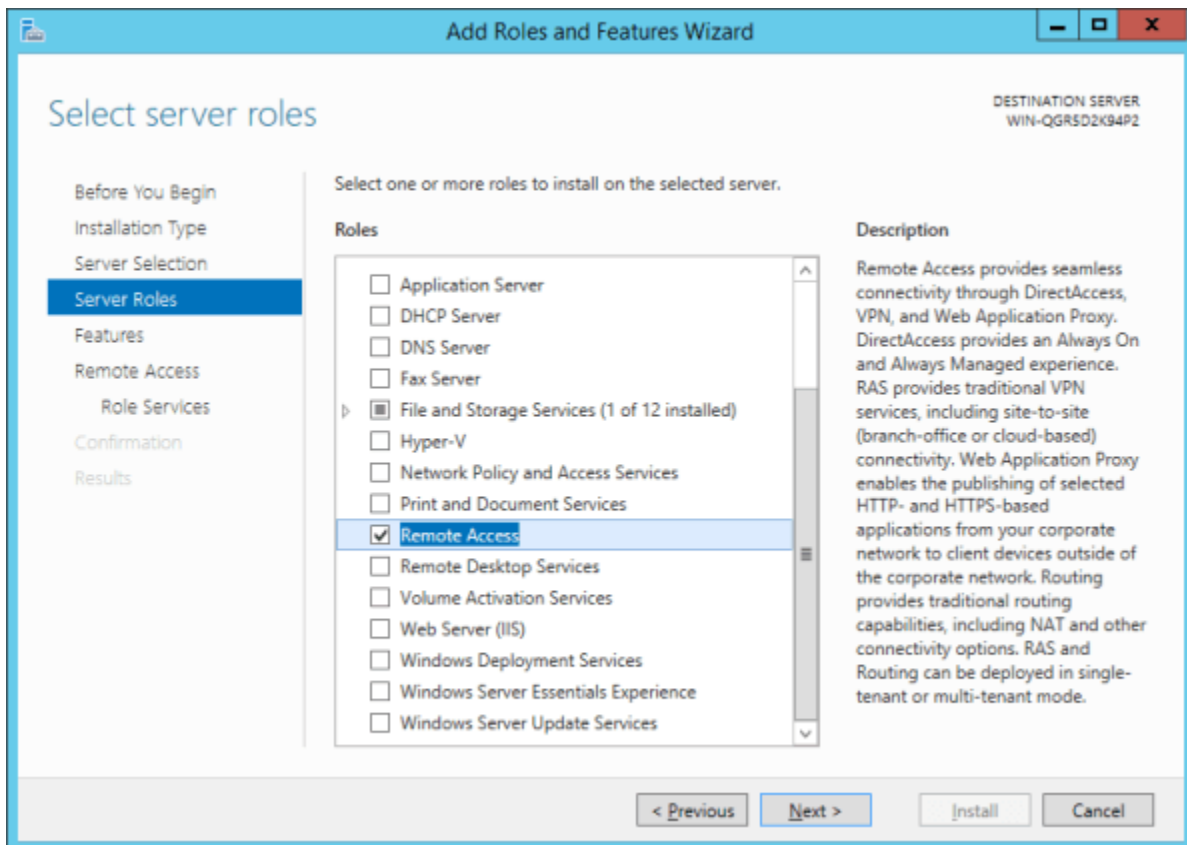 Add Roles and Features Wizard
Select server roles
DESTINATION SERVER
WIN-QGR5D2K94P2
Before You Begin
Installation Type
Server Selection
Server Roles
Features
Remote Access
Role Services
Confirmation
Results
Select one or more roles to install on the selected server.
Roles
Application Server
DHCP Server
DNS Server
Fax Server
File and Storage Services (1 of 12 installed)
Hyper-V
Network Policy and Access Services
Print and Document Services
Remote Access
Remote Desktop Services
Volume Activation Services
Web Server (IIS)
Windows Deployment Services
Windows Server Essentials Experience
Windows Server Update Services
Description
Remote Access provides seamless
connectivity through DirectAccess,
VPN, and Web Application Proxy.
DirectAccess provides an Always On
and Always Managed experience.
RAS provides traditional VPN
services, including site-to-site
(branch-office or cloud-based)
connectivity. Web Application Proxy
enables the publishing of selected
HTTP- and HTTPS-based
applications from your corporate
network to client devices outside of
the corporate network. Routing
provides traditional routing
capabilities, including NAT and other
connectivity options. RAS and
Routing can be deployed in single-
tenant or multi-tenant mode.
< Previous
Next >
Install
Cancel